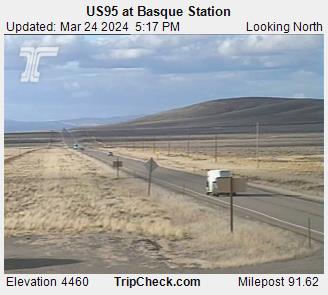 US95 at Basque Station
Updated: Mar 24 2024 5:17 PM Looking North
Elevation 4460 TripCheck.com Milepost 91.62